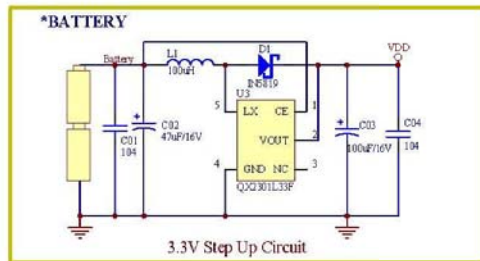 *BATTERY
Battery
L1
100uH
D1
IN5819
VDD
U3
5 LX CE 1
VOUT 2
4 GND NC 3
QX2301L33F
C01
104
C02
47uF/16V
C03
100uF/16V
C04
104
3.3V Step Up Circuit